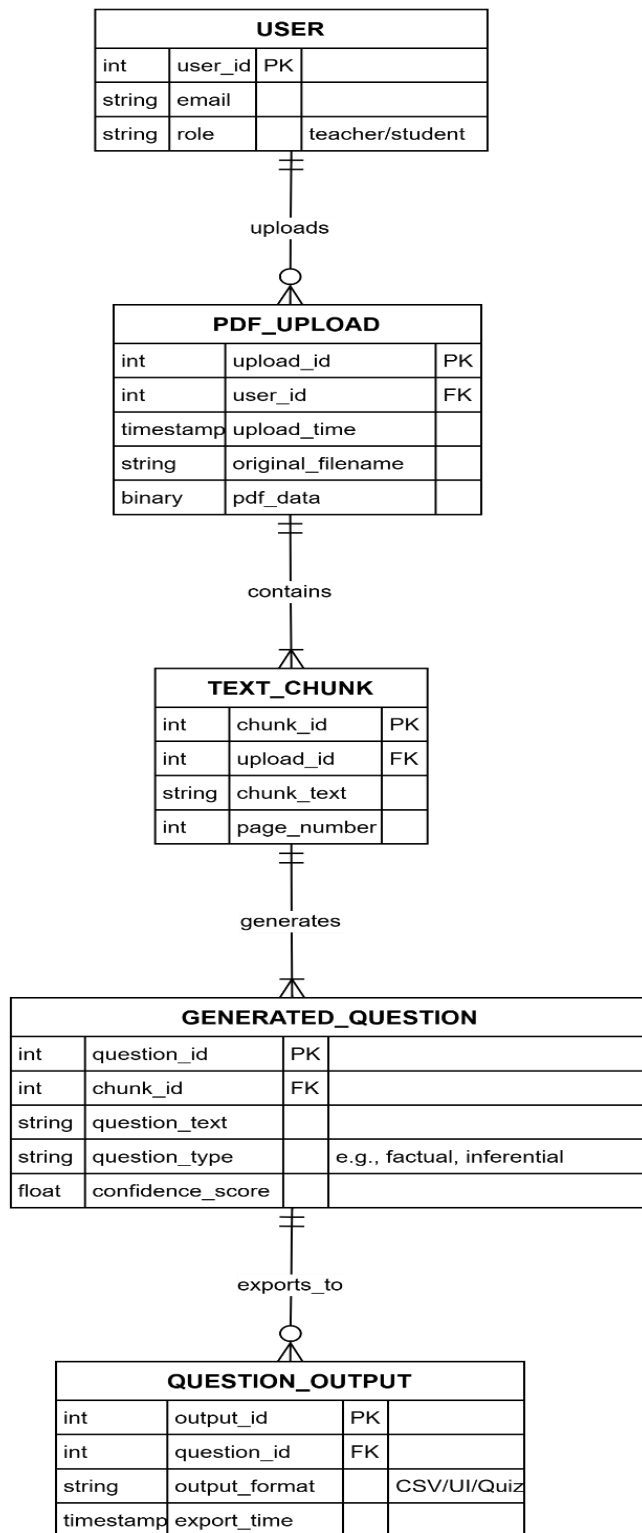 USER
int user_id PK
string email
string role teacher/student
uploads
PDF_UPLOAD
int upload_id PK
int user_id FK
timestamp upload_time
string original_filename
binary pdf_data
contains
TEXT_CHUNK
int chunk_id PK
int upload_id FK
string chunk_text
int page_number
generates
GENERATED_QUESTION
int question_id PK
int chunk_id FK
string question_text
string question_type e.g., factual, inferential
float confidence_score
exports_to
QUESTION_OUTPUT
int output_id PK
int question_id FK
string output_format CSV/UI/Quiz
timestamp export_time